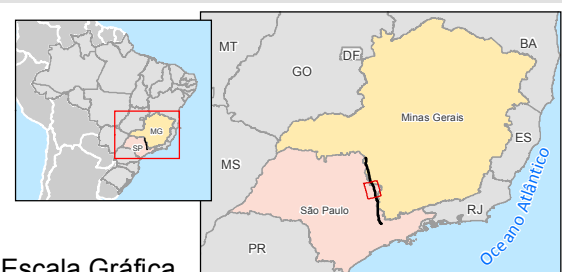 MG
SP
MT
GO
DF
BA
Minas Gerais
ES
MS
São Paulo
RJ
Oceano Atlântico
PR
Escala Gráfica